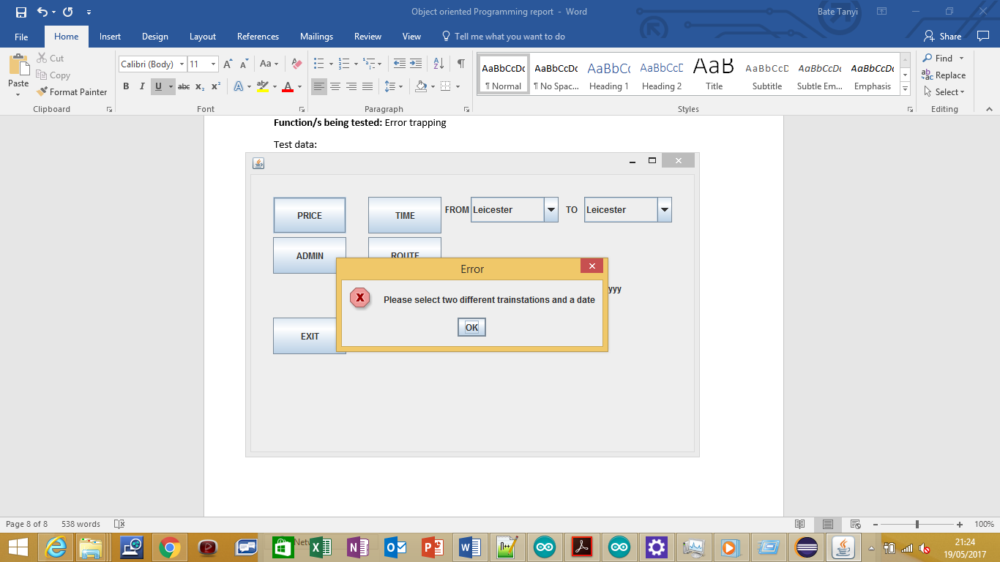 Object oriented Programming report - Word
Bate Tanyi
File Home Insert Design Layout References Mailings Review View Tell me what you want to do Share
Paste
Cut
Copy
Format Painter
Calibri (Body) 11
Aa
B I U abc x₂ x²
AaBbCcDc AaBbCcDc AaBbCc AaBbCcD AaB AaBbCcD AaBbCcDc AaBbCcDc
¶ Normal ¶ No Spac... Heading 1 Heading 2 Title Subtitle Subtle Em... Emphasis
Find
Replace
Select
Clipboard Font Paragraph Styles Editing
Function/s being tested: Error trapping
Test data:
PRICE TIME FROM Leicester TO Leicester
ADMIN ROUTE
Error
yyy
Please select two different trainstations and a date
OK
EXIT
Page 8 of 8 538 words 100%
21:24
19/05/2017